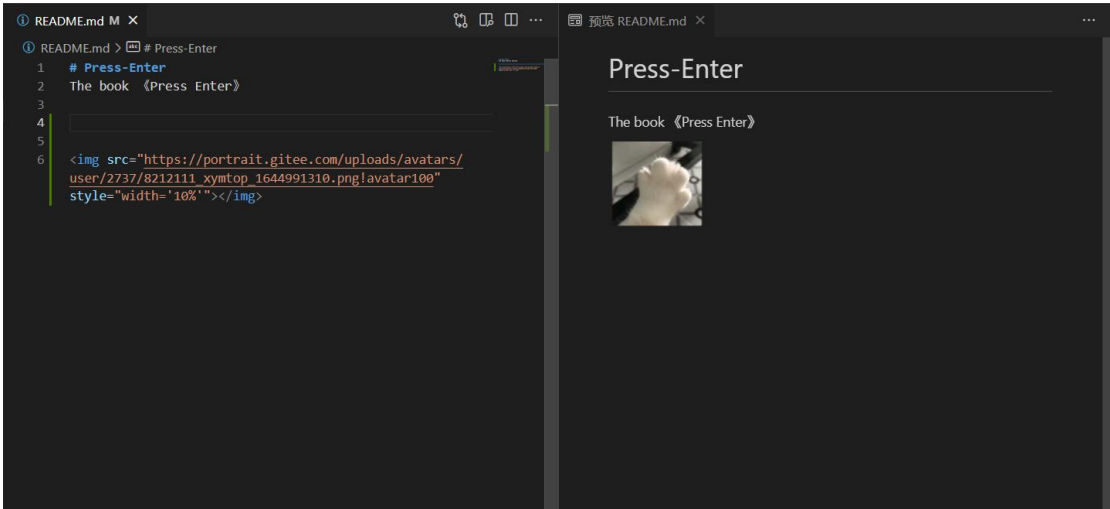 README.md M
README.md > # Press-Enter
1 # Press-Enter
2 The book 《Press Enter》
3
4
5
6 <img src="https://portrait.gitee.com/uploads/avatars/
user/2737/8212111_xymtop_1644991310.png!avatar100"
style="width='10%'"></img>
预览 README.md
Press-Enter
The book 《Press Enter》